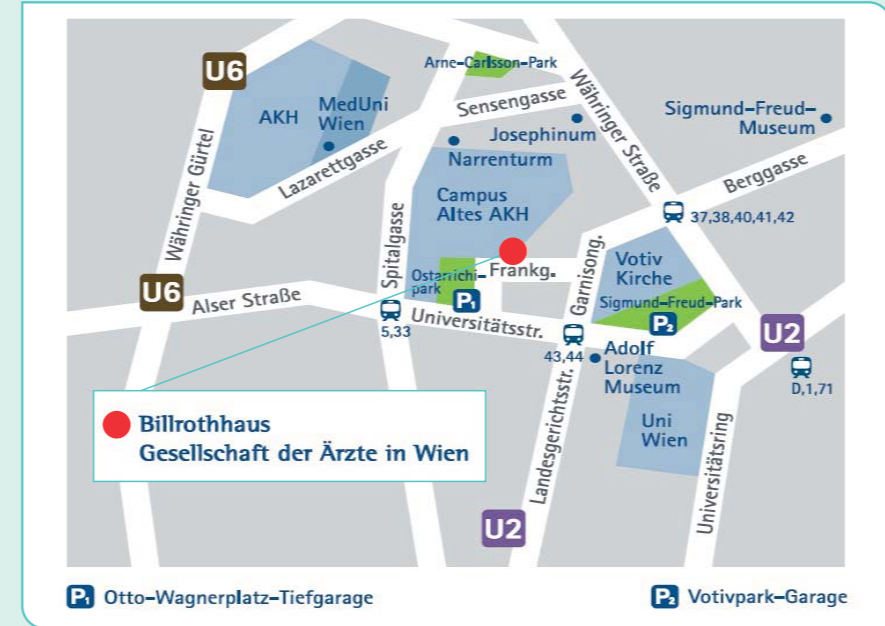 Arne–Carlsson–Park
U6
AKH
MedUni
Wien
Sensengasse
Währinger Straße
Sigmund–Freud–
Museum
Josephinum
Narrenturm
Lazarettgasse
Währinger Gürtel
Berggasse
Campus
Altes AKH
Spitalgasse
37,38,40,41,42
Garnisong.
Votiv
Kirche
Frankg.
Ostarrichi–
park
P1
U6
Alser Straße
Sigmund–Freud–Park
P2
U2
5,33
Universitätsstr.
43,44
Adolf
Lorenz
Museum
D,1,71
Landesgerichtsstr.
Uni
Wien
Universitätsring
Billrothhaus
Gesellschaft der Ärzte in Wien
U2
P1 Otto–Wagnerplatz–Tiefgarage
P2 Votivpark–Garage